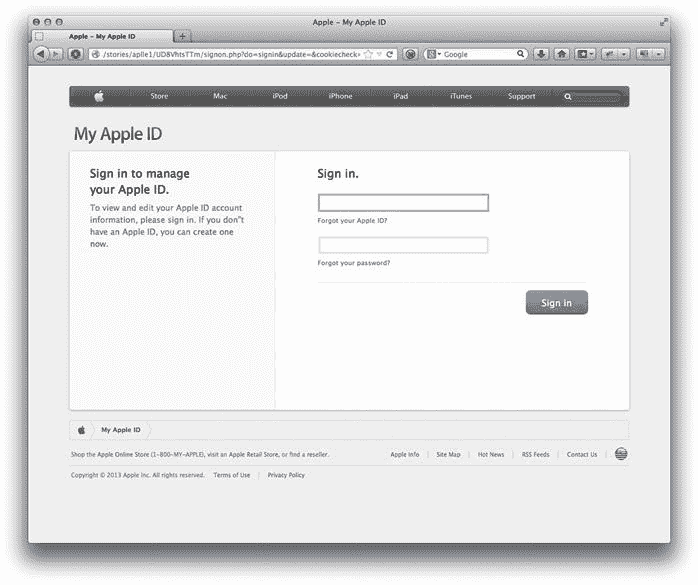 Apple – My Apple ID
Apple – My Apple ID
/stories/aplle1/UD8VhtsTTm/signon.php?do=signin&update=&cookiecheck=
Google
Store Mac iPod iPhone iPad iTunes Support
My Apple ID
Sign in to manage
your Apple ID.
To view and edit your Apple ID account
information, please sign in. If you don"t
have an Apple ID, you can create one
now.
Sign in.
Forgot your Apple ID?
Forgot your password?
Sign in
My Apple ID
Shop the Apple Online Store (1-800-MY-APPLE), visit an Apple Retail Store, or find a reseller.
Apple Info Site Map Hot News RSS Feeds Contact Us
Copyright © 2013 Apple Inc. All rights reserved. Terms of Use Privacy Policy